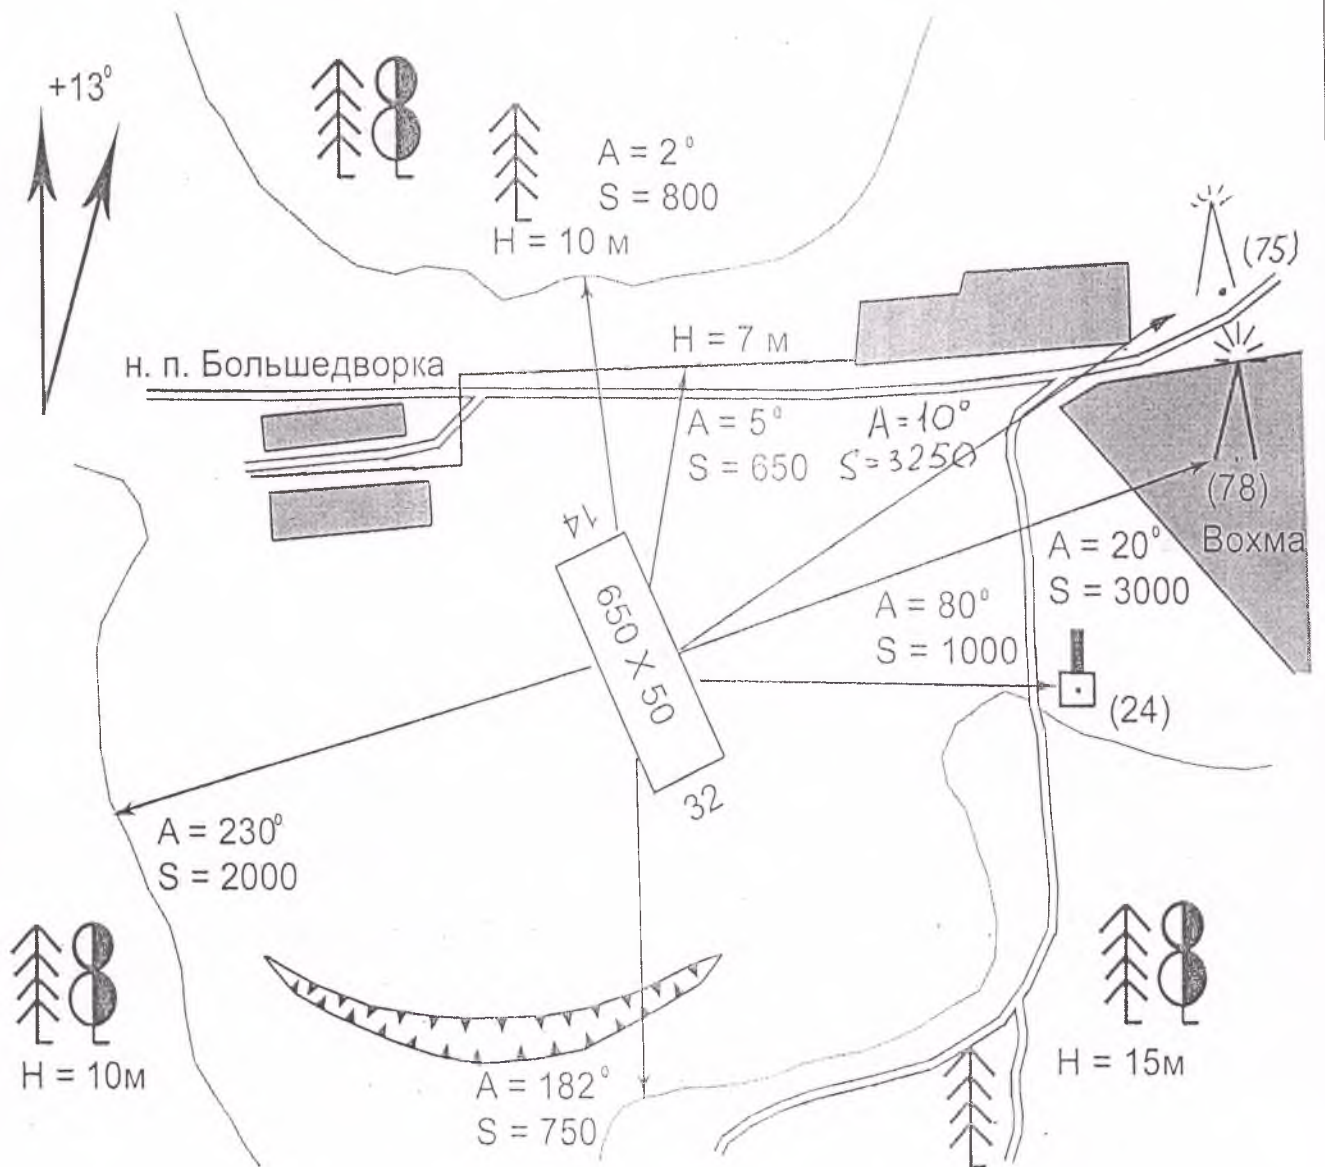 +13°
A = 2°
S = 800
H = 10 м
(75)
H = 7 м
н. п. Большедворка
A = 5°
S = 650
A = 10°
S = 3250
(78)
Вохма
14
650 X 50
32
A = 20°
S = 3000
A = 80°
S = 1000
(24)
A = 230°
S = 2000
H = 10м
A = 182°
S = 750
H = 15м